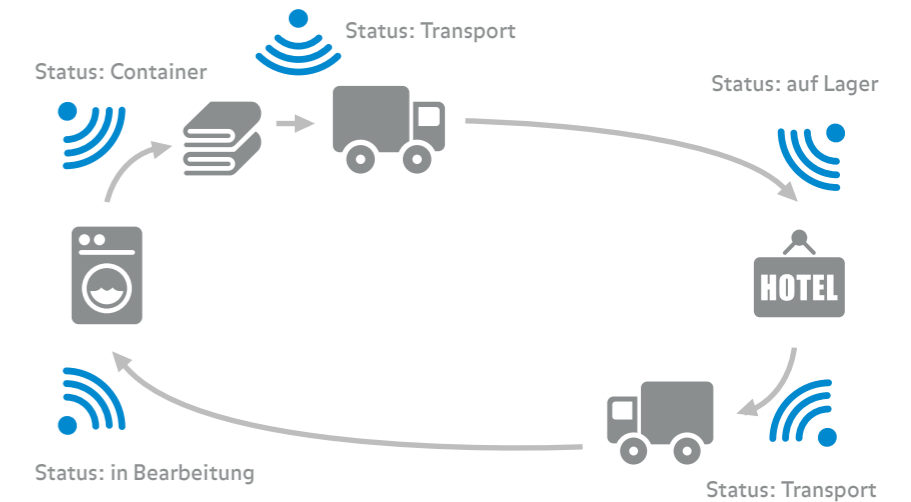 Status: Transport
Status: Container
Status: auf Lager
HOTEL
Status: in Bearbeitung
Status: Transport